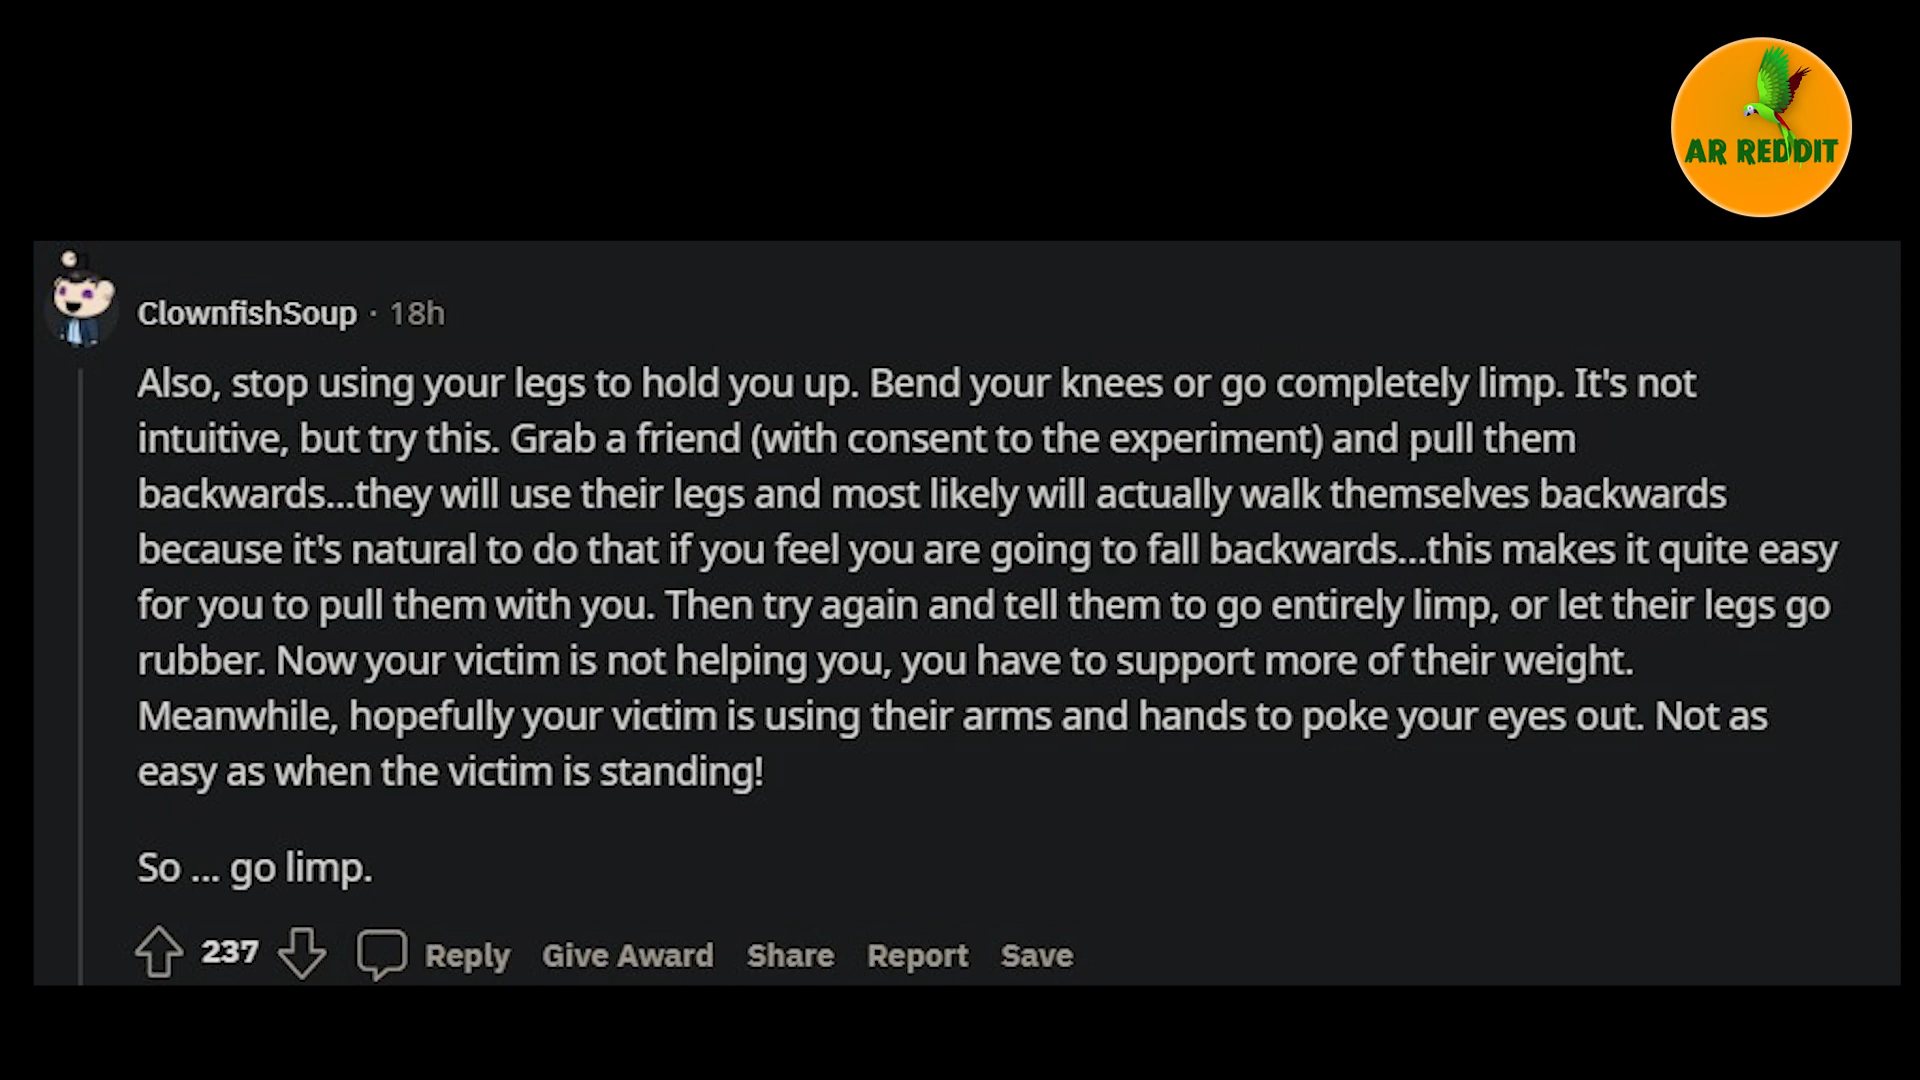 AR REDDIT
ClownfishSoup · 18h
Also, stop using your legs to hold you up. Bend your knees or go completely limp. It's not
intuitive, but try this. Grab a friend (with consent to the experiment) and pull them
backwards...they will use their legs and most likely will actually walk themselves backwards
because it's natural to do that if you feel you are going to fall backwards...this makes it quite easy
for you to pull them with you. Then try again and tell them to go entirely limp, or let their legs go
rubber. Now your victim is not helping you, you have to support more of their weight.
Meanwhile, hopefully your victim is using their arms and hands to poke your eyes out. Not as
easy as when the victim is standing!
So ... go limp.
237 Reply Give Award Share Report Save